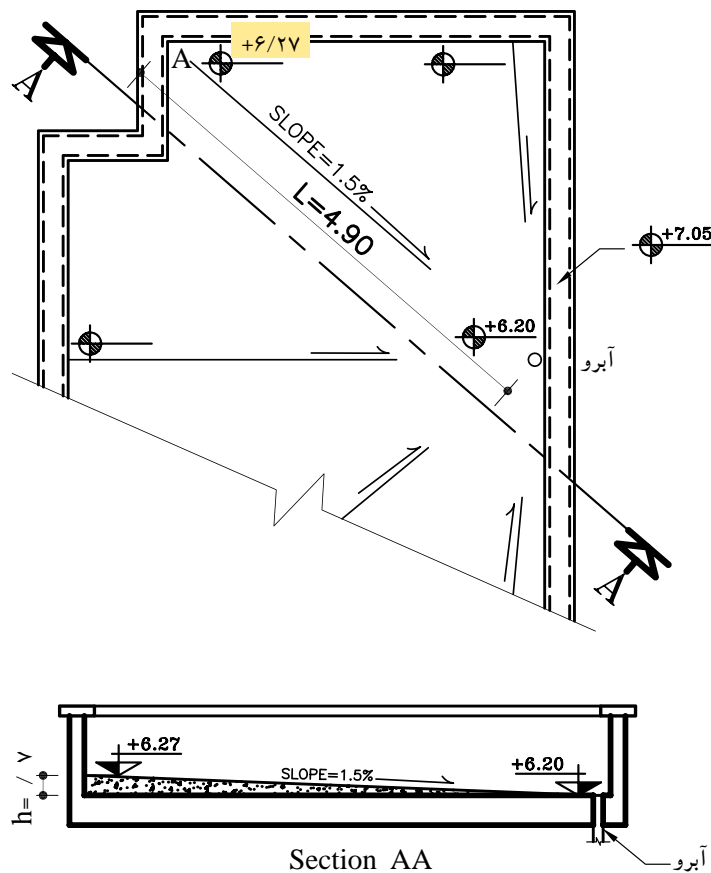 +۶/۲۷
A
A
SLOPE=1.5%
L=4.90
+7.05
+6.20
آبرو
A
+6.27
+6.20
SLOPE=1.5%
h= / ۷
آبرو
Section AA